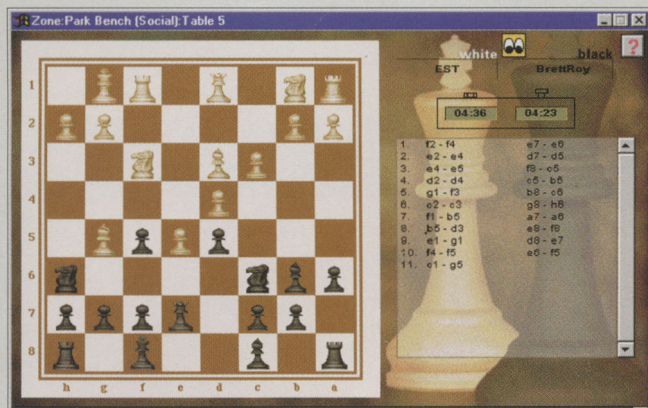 Zone:Park Bench (Social):Table 5
white black ?
EST BrettRoy
04:36 04:23
1. f2 - f4 e7 - e6
2. e2 - e4 d7 - d5
3. e4 - e5 f8 - c5
4. d2 - d4 c5 - b6
5. g1 - f3 b8 - c6
6. c2 - c3 g8 - h6
7. f1 - b5 a7 - a6
8. b5 - d3 e8 - f8
9. e1 - g1 d8 - e7
10. f4 - f5 e6 - f5
11. c1 - g5
1
2
3
4
5
6
7
8
h g f e d c b a